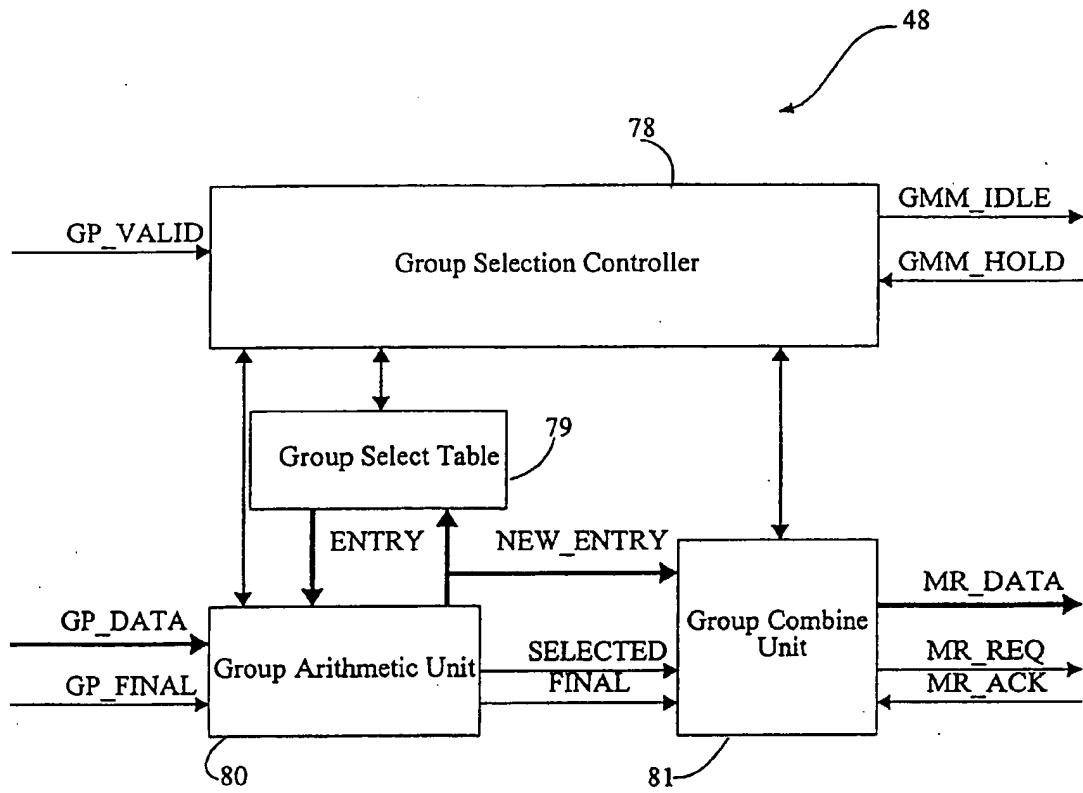 48
78
GP_VALID
Group Selection Controller
GMM_IDLE
GMM_HOLD
Group Select Table
79
ENTRY
NEW_ENTRY
GP_DATA
GP_FINAL
Group Arithmetic Unit
SELECTED
FINAL
Group Combine
Unit
MR_DATA
MR_REQ
MR_ACK
80
81